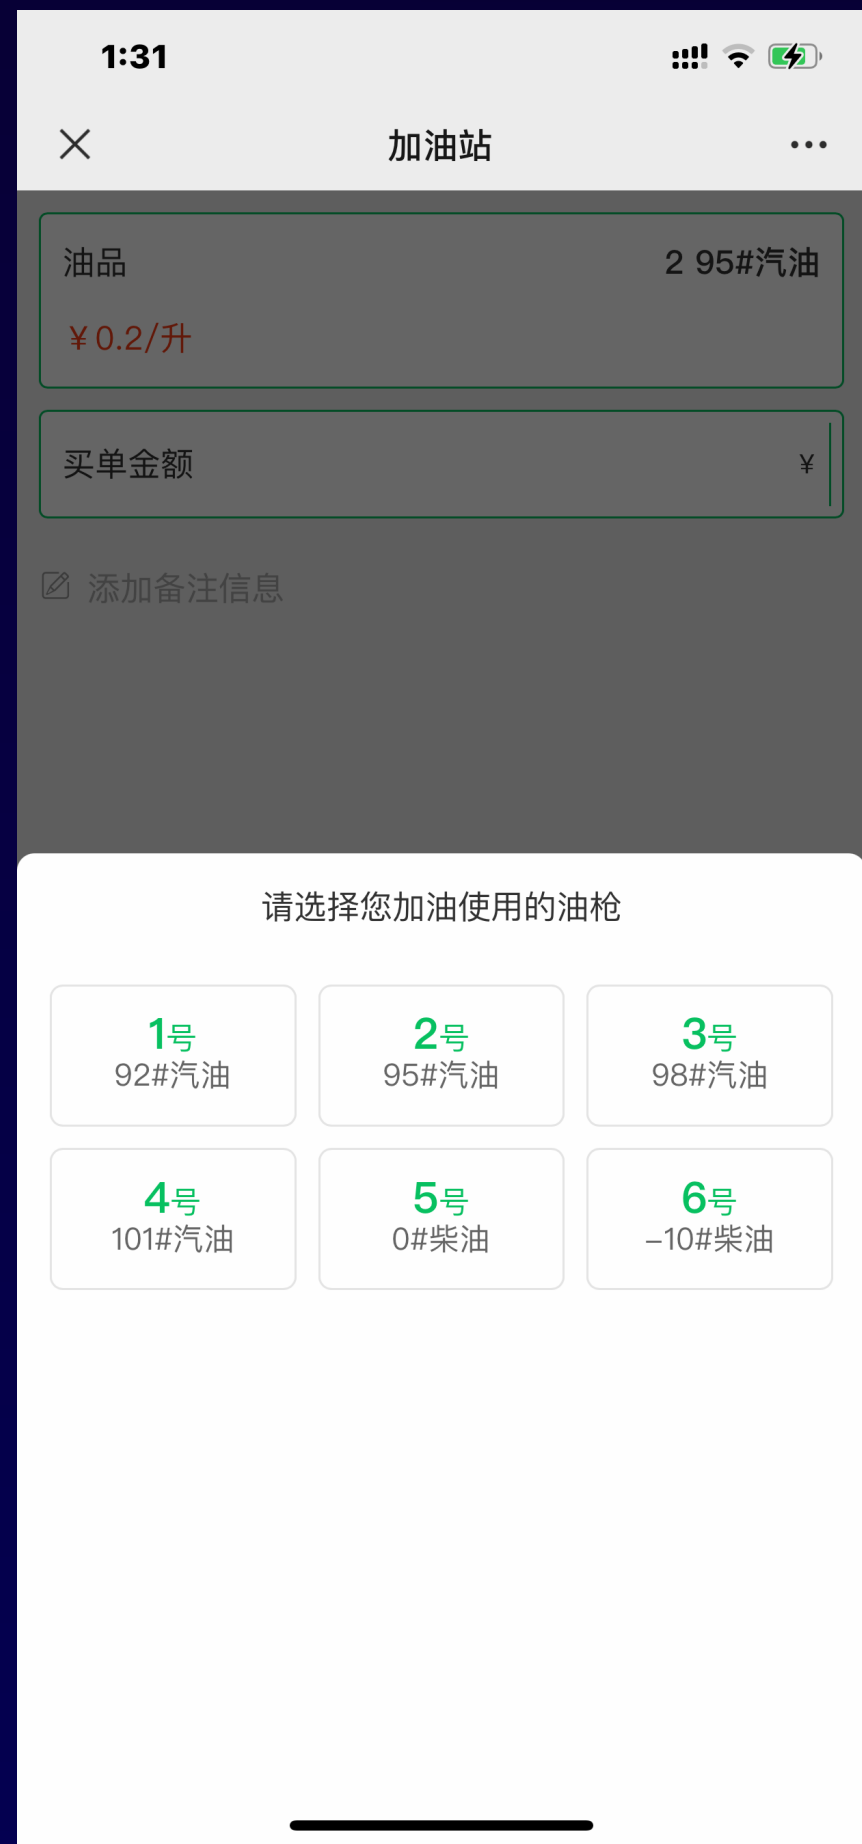 1:31
加油站
油品 2 95#汽油
¥0.2/升
买单金额 ¥
添加备注信息
请选择您加油使用的油枪
1号 2号 3号
92#汽油 95#汽油 98#汽油
4号 5号 6号
101#汽油 0#柴油 -10#柴油